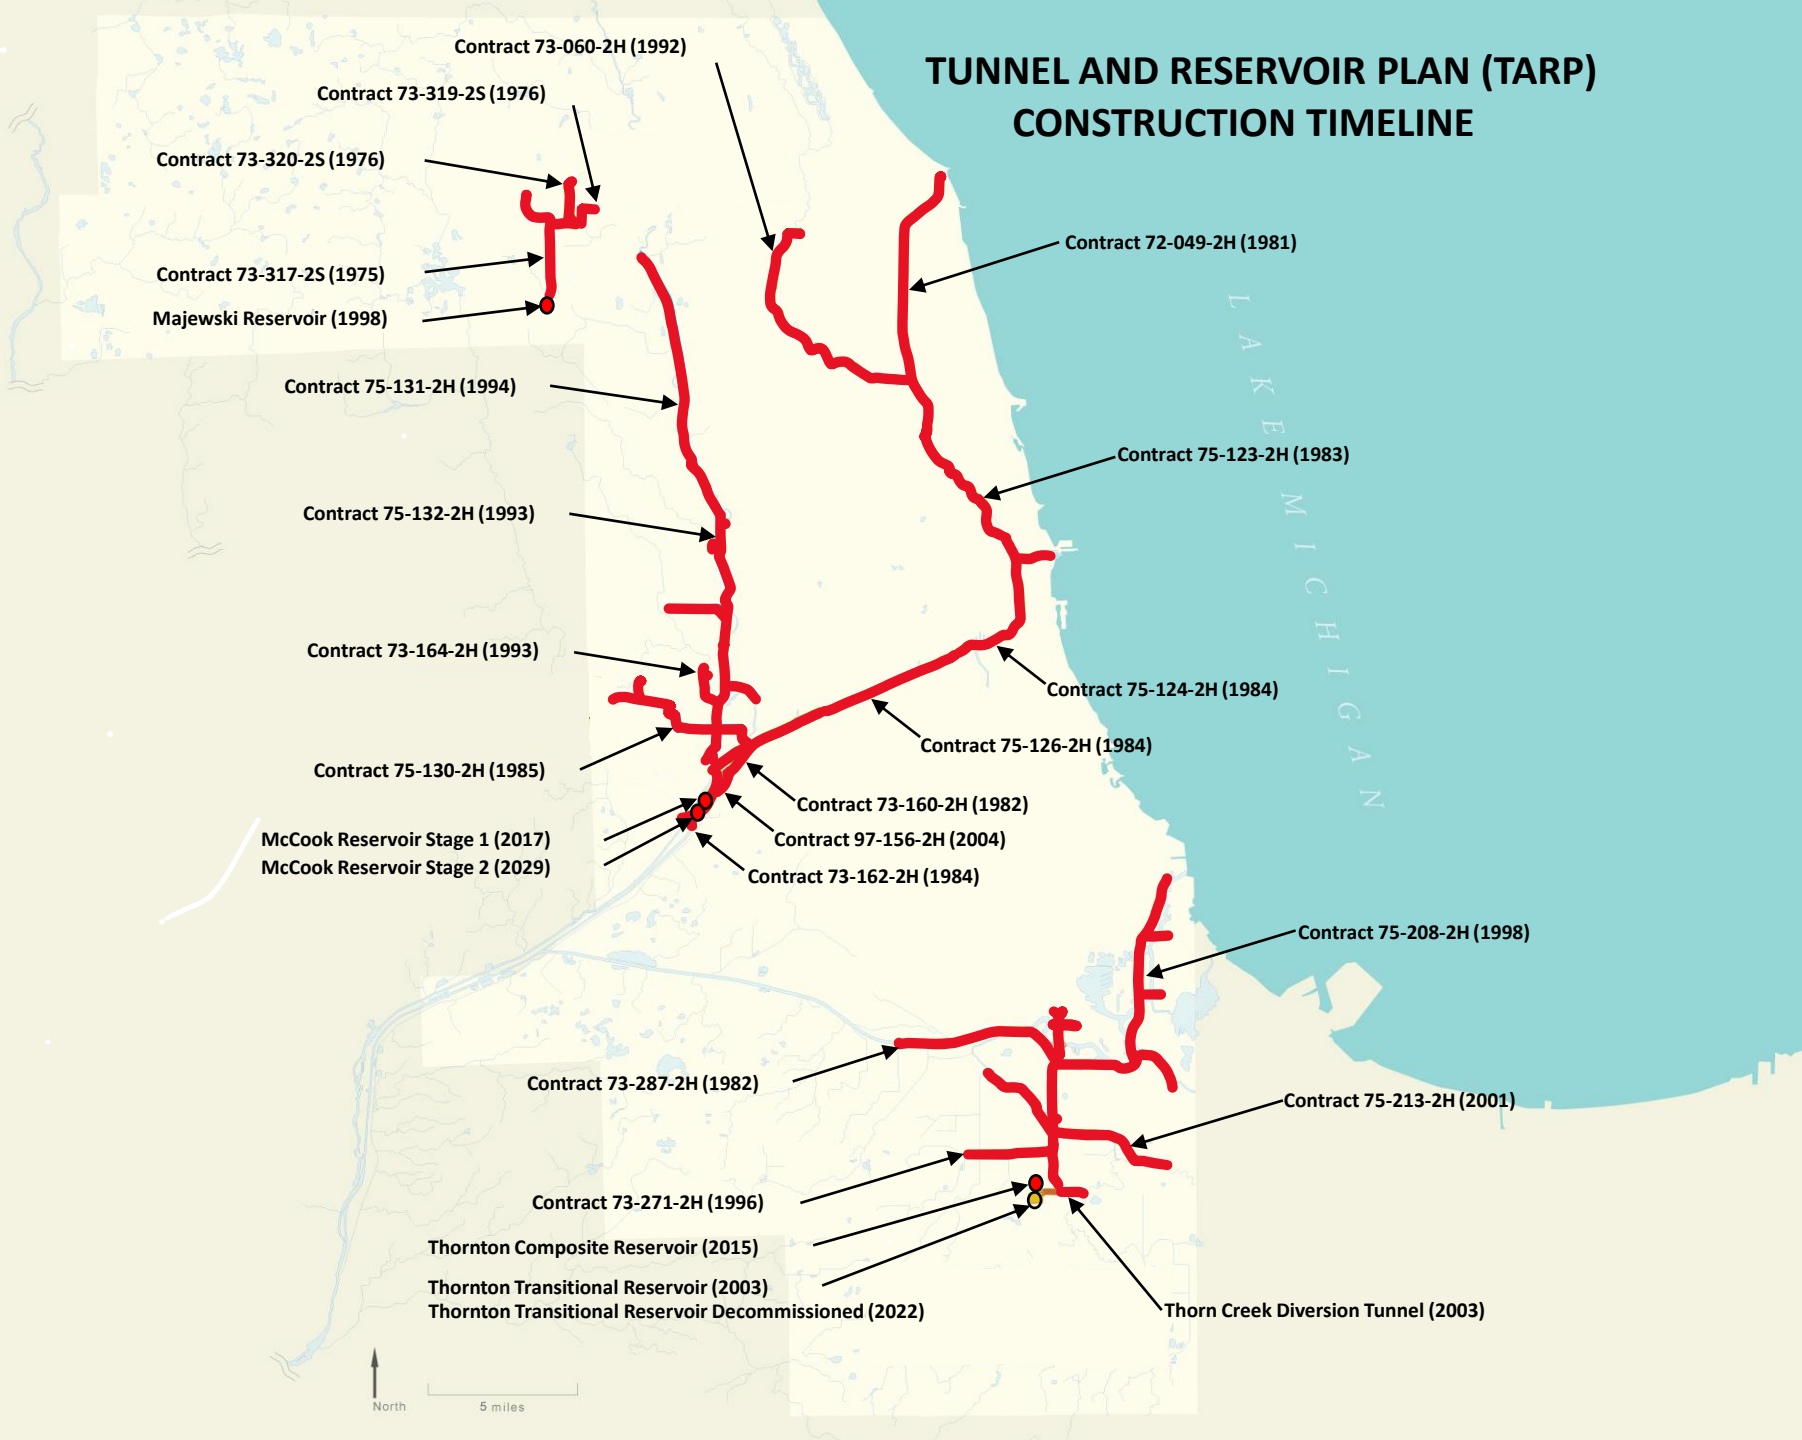 TUNNEL AND RESERVOIR PLAN (TARP)
CONSTRUCTION TIMELINE
Contract 73-060-2H (1992)
Contract 73-319-2S (1976)
Contract 73-320-2S (1976)
Contract 72-049-2H (1981)
Contract 73-317-2S (1975)
Majewski Reservoir (1998)
LAKE MICHIGAN
Contract 75-131-2H (1994)
Contract 75-123-2H (1983)
Contract 75-132-2H (1993)
Contract 73-164-2H (1993)
Contract 75-124-2H (1984)
Contract 75-126-2H (1984)
Contract 75-130-2H (1985)
Contract 73-160-2H (1982)
McCook Reservoir Stage 1 (2017)
Contract 97-156-2H (2004)
McCook Reservoir Stage 2 (2029)
Contract 73-162-2H (1984)
Contract 75-208-2H (1998)
Contract 73-287-2H (1982)
Contract 75-213-2H (2001)
Contract 73-271-2H (1996)
Thornton Composite Reservoir (2015)
Thornton Transitional Reservoir (2003)
Thornton Transitional Reservoir Decommissioned (2022)
Thorn Creek Diversion Tunnel (2003)
North
5 miles